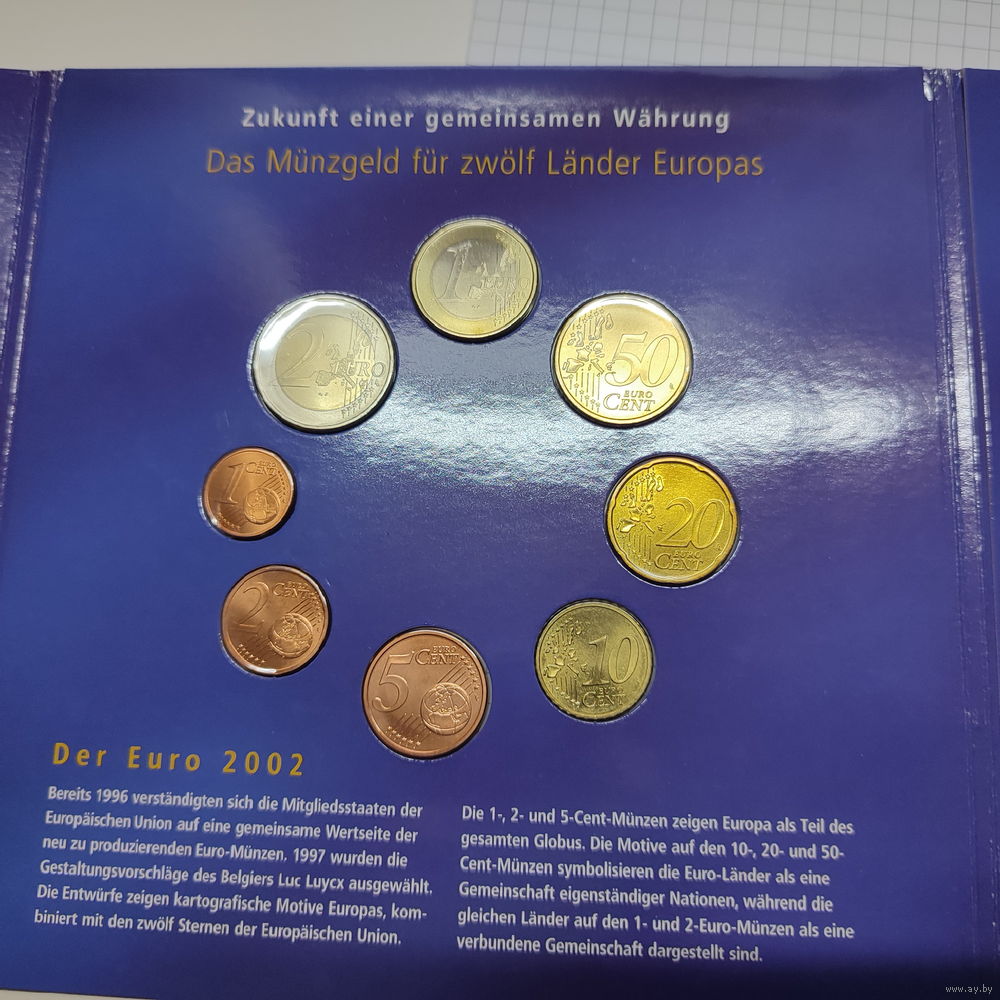 Zukunft einer gemeinsamen Währung
Das Münzgeld für zwölf Länder Europas
1 EURO
2 EURO
50 EURO CENT
1 EURO CENT
20 EURO CENT
2 EURO CENT
10 EURO CENT
5 EURO CENT
Der Euro 2002
Bereits 1996 verständigten sich die Mitgliedsstaaten der
Europäischen Union auf eine gemeinsame Wertseite der
neu zu produzierenden Euro-Münzen. 1997 wurden die
Gestaltungsvorschläge des Belgiers Luc Luycx ausgewählt.
Die Entwürfe zeigen kartografische Motive Europas, kom-
biniert mit den zwölf Sternen der Europäischen Union.
Die 1-, 2- und 5-Cent-Münzen zeigen Europa als Teil des
gesamten Globus. Die Motive auf den 10-, 20- und 50-
Cent-Münzen symbolisieren die Euro-Länder als eine
Gemeinschaft eigenständiger Nationen, während die
gleichen Länder auf den 1- und 2-Euro-Münzen als eine
verbundene Gemeinschaft dargestellt sind.
www.ay.by